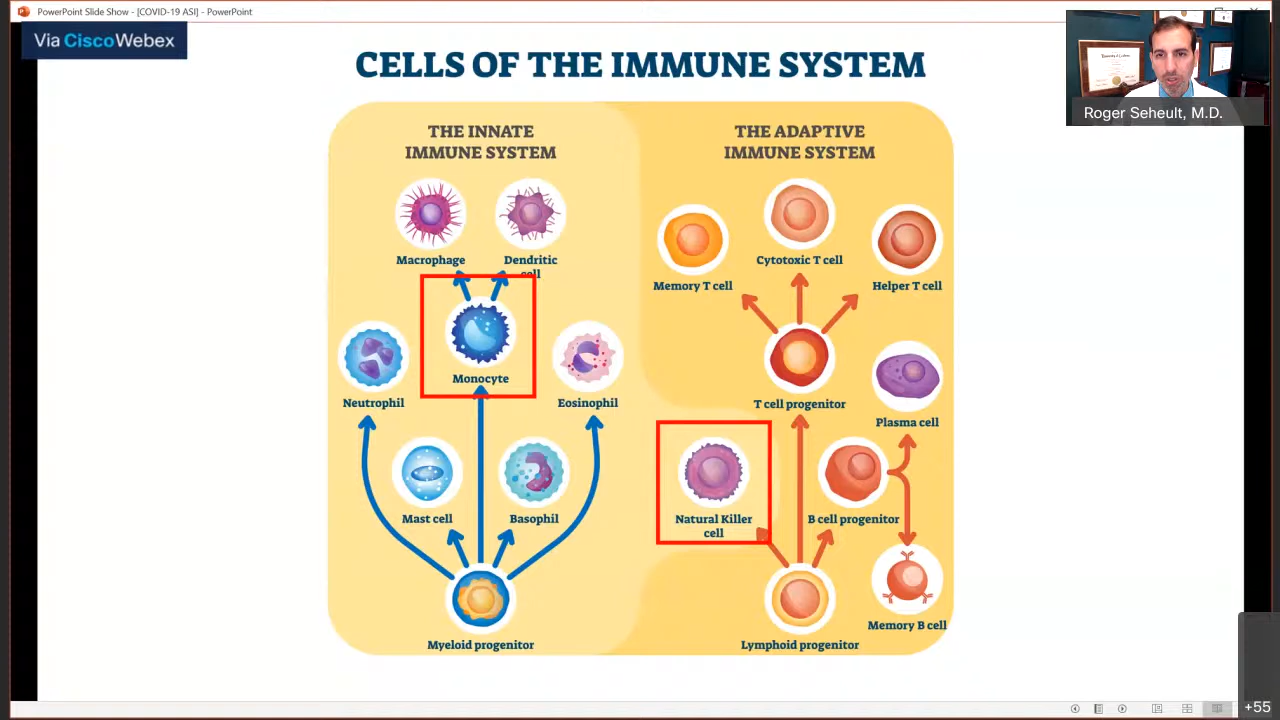 PowerPoint Slide Show - [COVID-19 ASI] - PowerPoint
Via CiscoWebex
CELLS OF THE IMMUNE SYSTEM
Roger Seheult, M.D.
THE INNATE
IMMUNE SYSTEM
THE ADAPTIVE
IMMUNE SYSTEM
Macrophage
Dendritic
cell
Memory T cell
Cytotoxic T cell
Helper T cell
Neutrophil
Monocyte
Eosinophil
T cell progenitor
Plasma cell
Mast cell
Basophil
Natural Killer
cell
B cell progenitor
Myeloid progenitor
Lymphoid progenitor
Memory B cell
+55